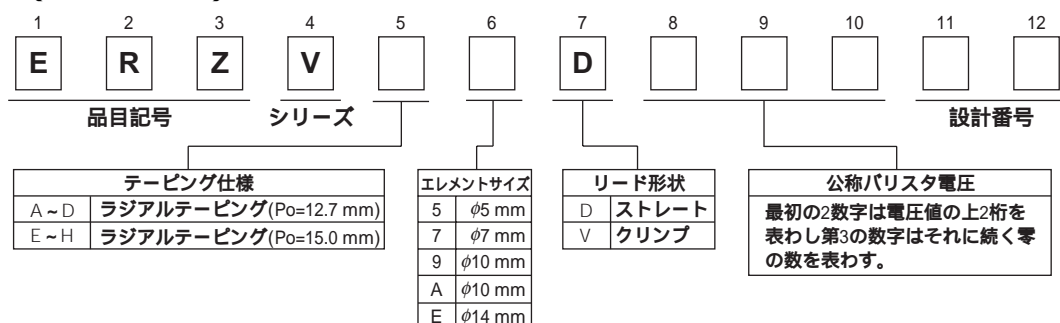 1 2 3 4 5 6 7 8 9 10 11 12
E R Z V D
品目記号 シリーズ 設計番号
テーピング仕様
A~D ラジアルテーピング(Po=12.7 mm)
E~H ラジアルテーピング(Po=15.0 mm)
エレメントサイズ
5 φ5 mm
7 φ7 mm
9 φ10 mm
A φ10 mm
E φ14 mm
リード形状
D ストレート
V クリンプ
公称バリスタ電圧
最初の2数字は電圧値の上2桁を
表わし第3の数字はそれに続く零
の数を表わす。